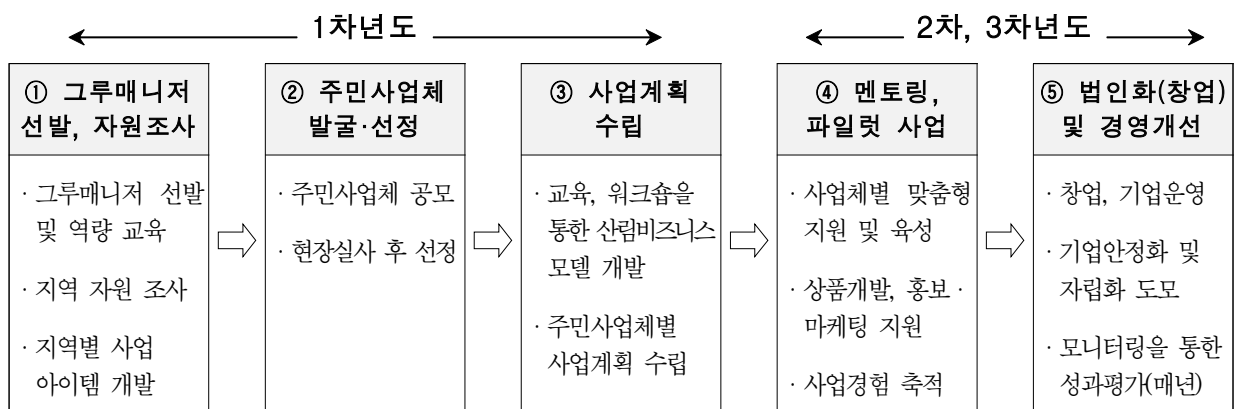 1차년도
2차, 3차년도
① 그루매니저
선발, 자원조사
· 그루매니저 선발
및 역량 교육
· 지역 자원 조사
· 지역별 사업
아이템 개발
② 주민사업체
발굴·선정
· 주민사업체 공모
· 현장실사 후 선정
③ 사업계획
수립
· 교육, 워크숍을
통한 산림비즈니스
모델 개발
· 주민사업체별
사업계획 수립
④ 멘토링,
파일럿 사업
· 사업체별 맞춤형
지원 및 육성
· 상품개발, 홍보·
마케팅 지원
· 사업경험 축적
⑤ 법인화(창업)
및 경영개선
· 창업, 기업운영
· 기업안정화 및
자립화 도모
· 모니터링을 통한
성과평가(매년)